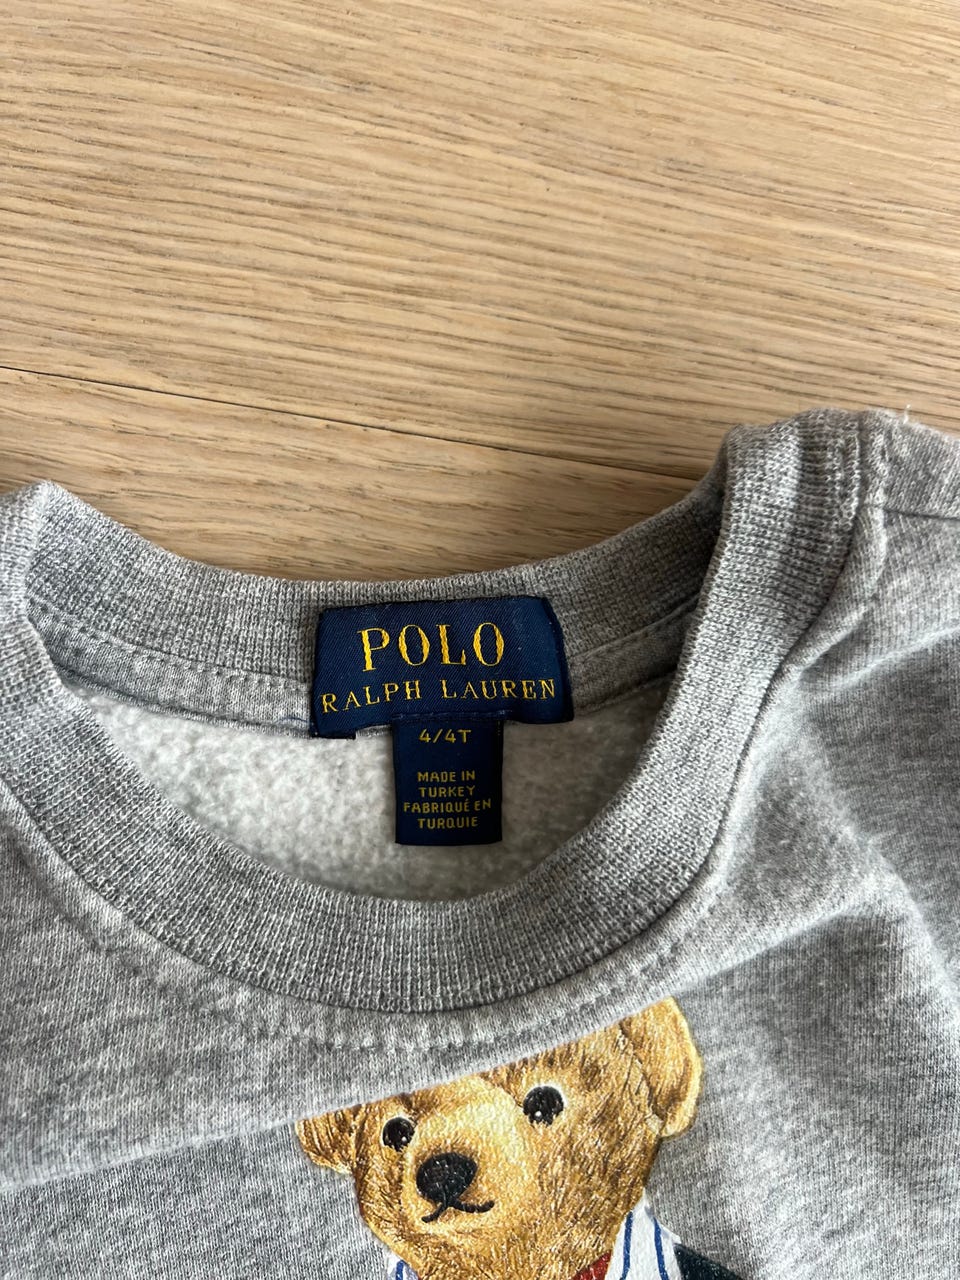 POLO
RALPH LAUREN
4/4T
MADE IN
TURKEY
FABRIQUÉ EN
TURQUIE